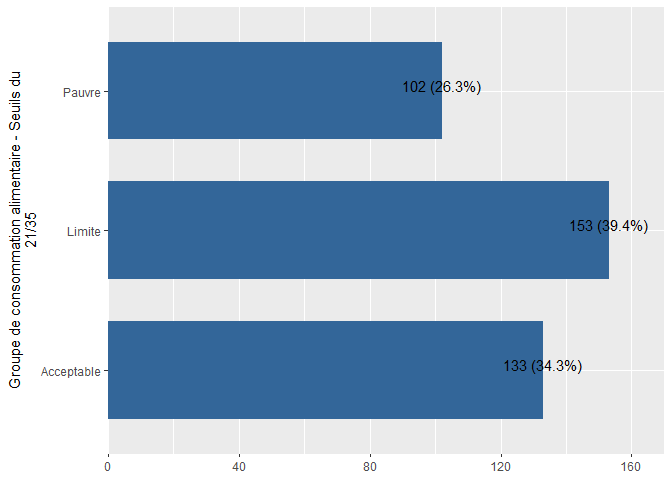 Groupe de consommation alimentaire - Seuils du
21/35
Pauvre
102 (26.3%)
Limite
153 (39.4%)
Acceptable
133 (34.3%)
0
40
80
120
160